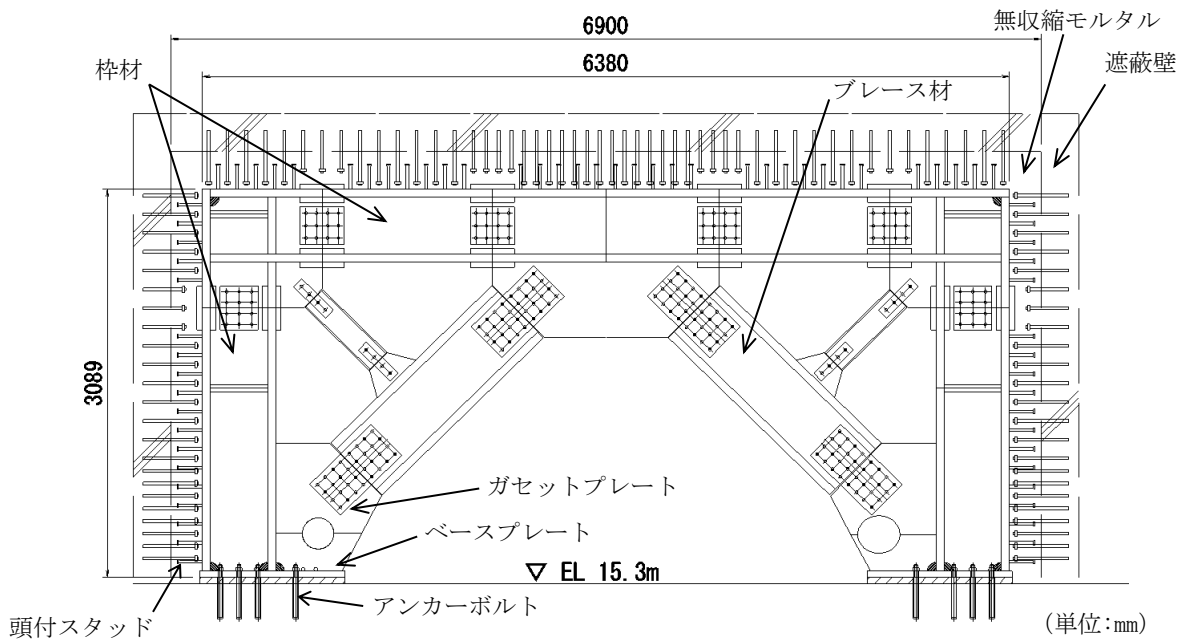 無収縮モルタル
6900
遮蔽壁
枠材
6380
ブレース材
3089
ガセットプレート
ベースプレート
▽ EL 15.3m
アンカーボルト
頭付スタッド
(単位:mm)